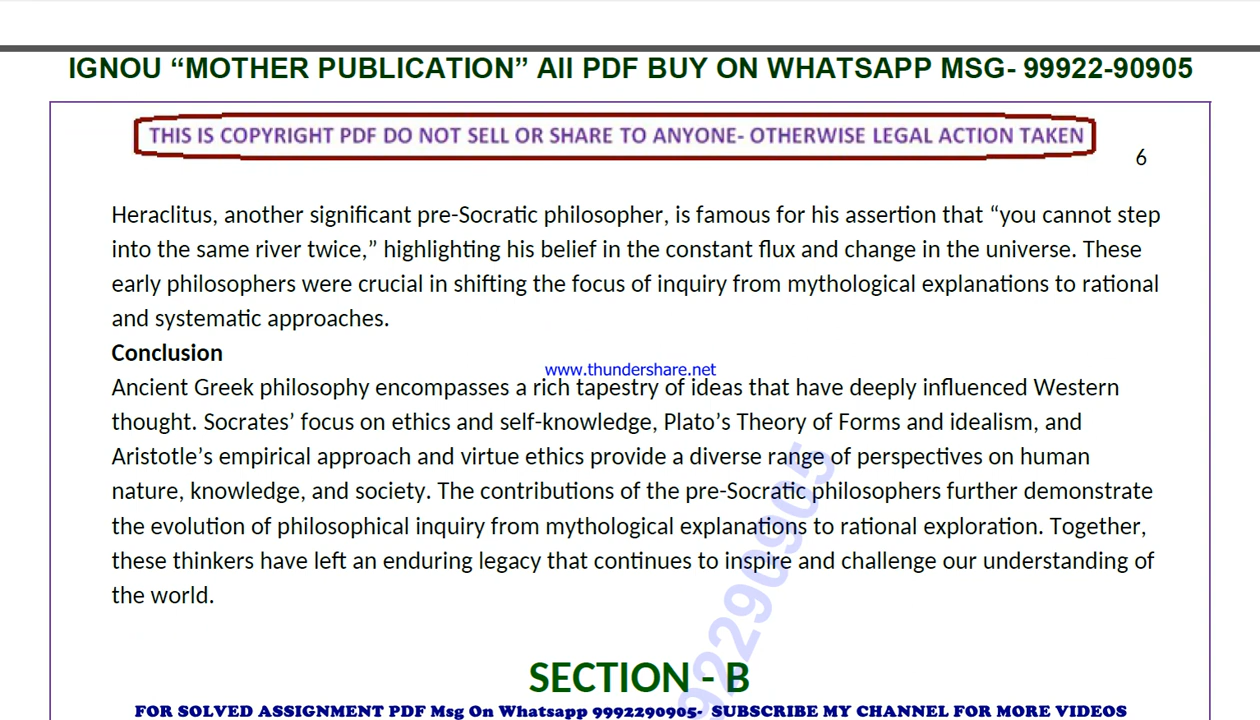 IGNOU “MOTHER PUBLICATION” All PDF BUY ON WHATSAPP MSG- 99922-90905
THIS IS COPYRIGHT PDF DO NOT SELL OR SHARE TO ANYONE- OTHERWISE LEGAL ACTION TAKEN
6
Heraclitus, another significant pre-Socratic philosopher, is famous for his assertion that “you cannot step
into the same river twice,” highlighting his belief in the constant flux and change in the universe. These
early philosophers were crucial in shifting the focus of inquiry from mythological explanations to rational
and systematic approaches.
Conclusion
www.thundershare.net
Ancient Greek philosophy encompasses a rich tapestry of ideas that have deeply influenced Western
thought. Socrates’ focus on ethics and self-knowledge, Plato’s Theory of Forms and idealism, and
Aristotle’s empirical approach and virtue ethics provide a diverse range of perspectives on human
nature, knowledge, and society. The contributions of the pre-Socratic philosophers further demonstrate
the evolution of philosophical inquiry from mythological explanations to rational exploration. Together,
these thinkers have left an enduring legacy that continues to inspire and challenge our understanding of
the world.
992290905
SECTION - B
FOR SOLVED ASSIGNMENT PDF Msg On Whatsapp 9992290905- SUBSCRIBE MY CHANNEL FOR MORE VIDEOS